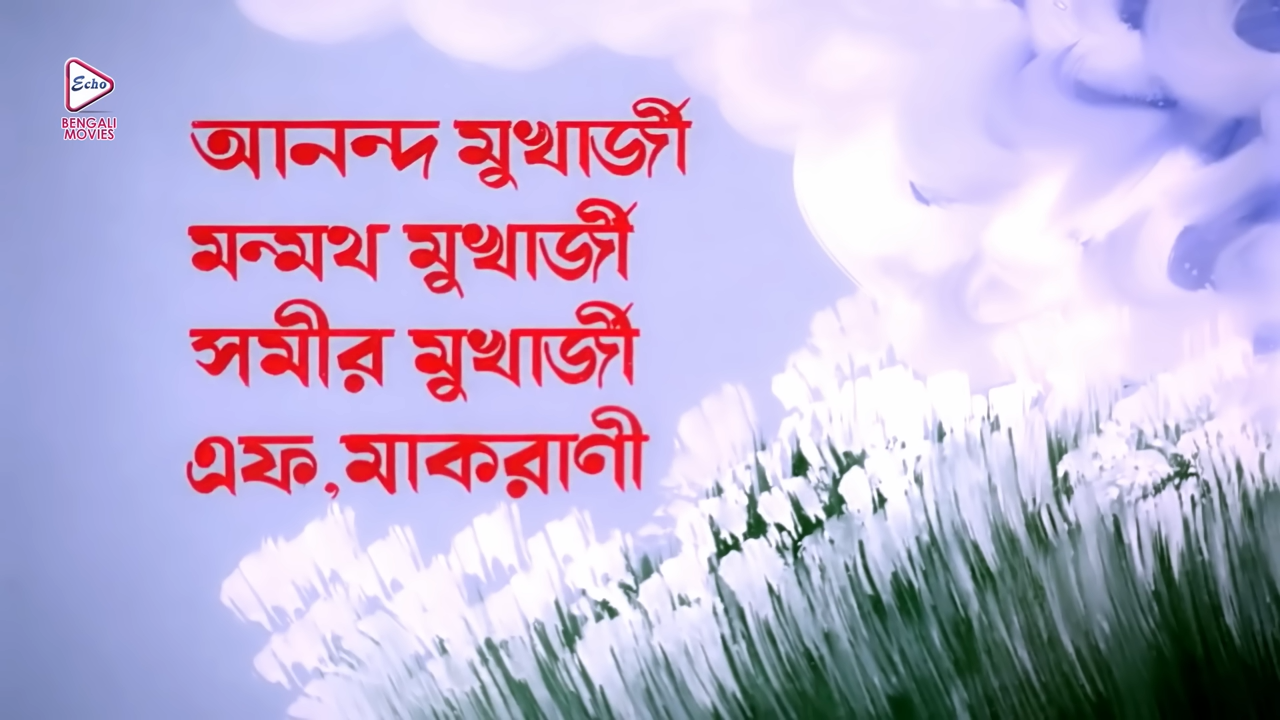 Echo
BENGALI
MOVIES
আনন্দ মুখার্জী
মন্মথ মুখার্জী
সমীর মুখার্জী
এফ, মাকরাণী